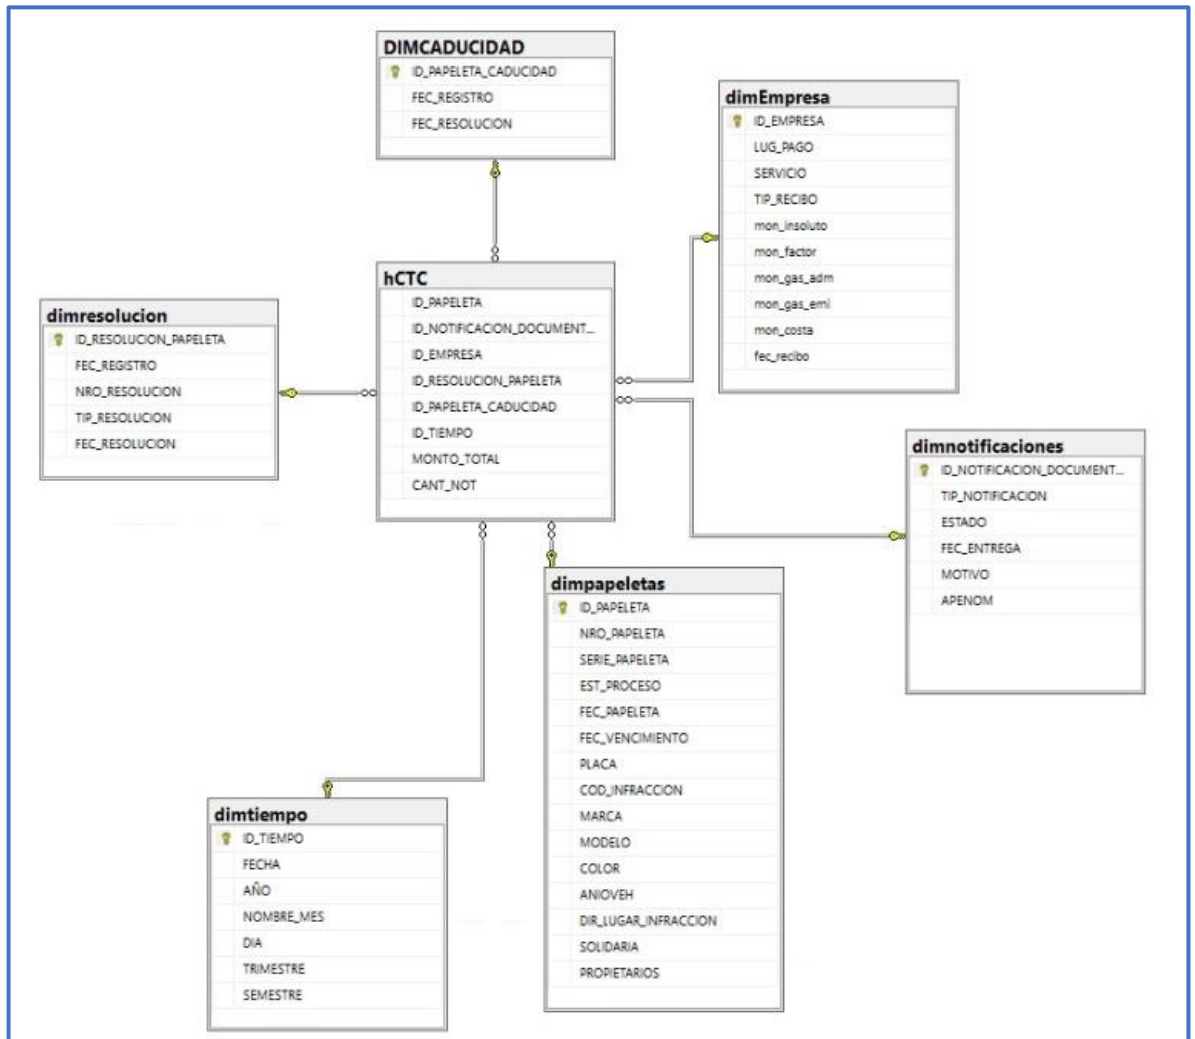 DIMCADUCIDAD
ID_PAPELETA_CADUCIDAD
FEC_REGISTRO
FEC_RESOLUCION
dimEmpresa
ID_EMPRESA
LUG_PAGO
SERVICIO
TIP_RECIBO
mon_insoluto
mon_factor
mon_gas_adm
mon_gas_emi
mon_costa
fec_recibo
hCTC
ID_PAPELETA
ID_NOTIFICACION_DOCUMENT...
ID_EMPRESA
ID_RESOLUCION_PAPELETA
ID_PAPELETA_CADUCIDAD
ID_TIEMPO
MONTO_TOTAL
CANT_NOT
dimresolucion
ID_RESOLUCION_PAPELETA
FEC_REGISTRO
NRO_RESOLUCION
TIP_RESOLUCION
FEC_RESOLUCION
dimnotificaciones
ID_NOTIFICACION_DOCUMENT...
TIP_NOTIFICACION
ESTADO
FEC_ENTREGA
MOTIVO
APENOM
dimpapeletas
ID_PAPELETA
NRO_PAPELETA
SERIE_PAPELETA
EST_PROCESO
FEC_PAPELETA
FEC_VENCIMIENTO
PLACA
COD_INFRACCION
MARCA
MODELO
COLOR
ANIOVEH
DIR_LUGAR_INFRACCION
SOLIDARIA
PROPIETARIOS
dimtiempo
ID_TIEMPO
FECHA
AÑO
NOMBRE_MES
DIA
TRIMESTRE
SEMESTRE